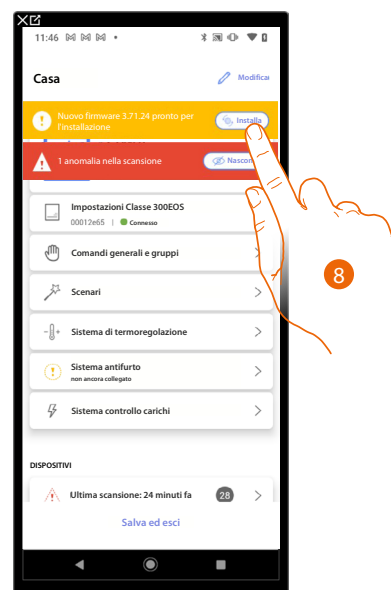 11:46
Casa
Modifica
Nuovo firmware 3.71.24 pronto per
l'installazione
Installa
1 anomalia nella scansione
Nascon
Impostazioni Classe 300EOS
00012e65 | Connesso
Comandi generali e gruppi
8
Scenari
Sistema di termoregolazione
Sistema antifurto
non ancora collegato
Sistema controllo carichi
DISPOSITIVI
Ultima scansione: 24 minuti fa 28
Salva ed esci